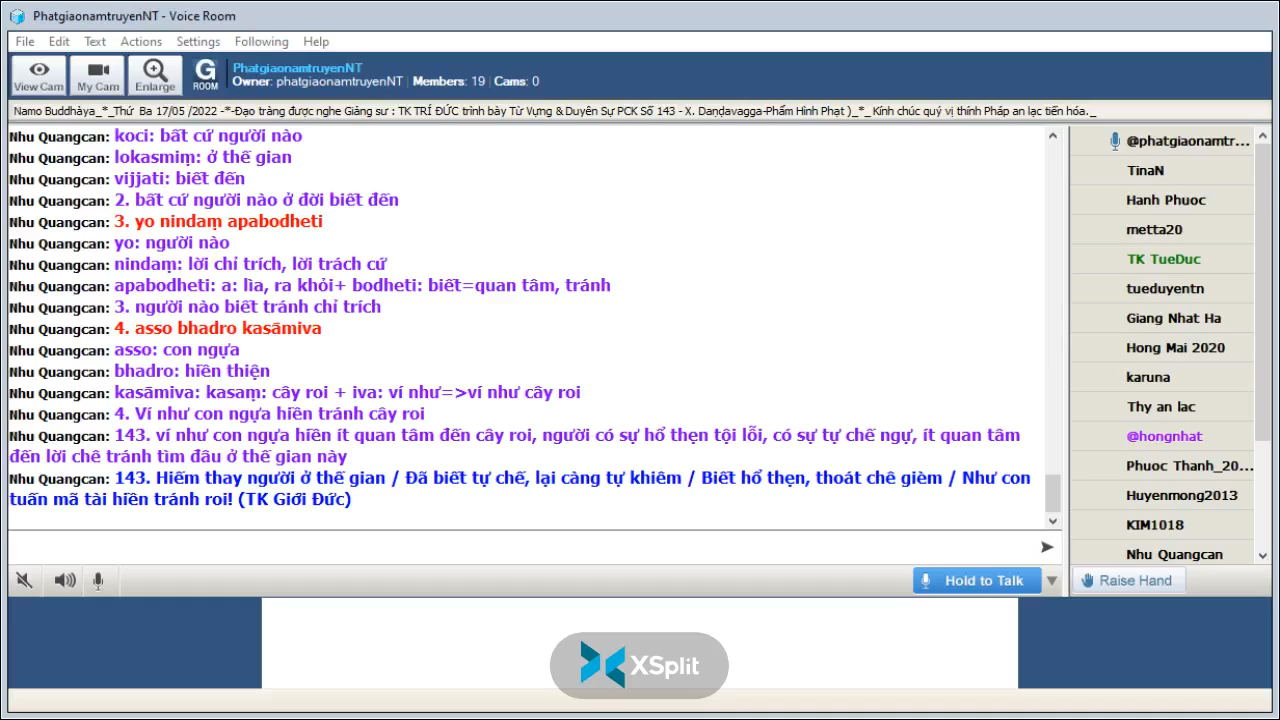 PhatgiaonamtruyenNT - Voice Room
File Edit Text Actions Settings Following Help
View Cam My Cam Enlarge G ROOM
PhatgiaonamtruyenNT
Owner: phatgiaonamtruyenNT | Members: 19 | Cams: 0
Namo Buddhàya_*_Thứ Ba 17/05 /2022 -*-Đạo tràng được nghe Giảng sư : TK TRÍ ĐỨC trình bày Từ Vựng & Duyên Sự PCK Số 143 - X. Daṇḍavagga-Phẩm Hình Phạt )_*_ Kính chúc quý vị thính Pháp an lạc tiến hóa._
Nhu Quangcan: koci: bất cứ người nào
Nhu Quangcan: lokasmiṃ: ở thế gian
Nhu Quangcan: vijjati: biết đến
Nhu Quangcan: 2. bất cứ người nào ở đời biết đến
Nhu Quangcan: 3. yo nindaṃ apabodheti
Nhu Quangcan: yo: người nào
Nhu Quangcan: nindaṃ: lời chỉ trích, lời trách cứ
Nhu Quangcan: apabodheti: a: lìa, ra khỏi+ bodheti: biết=quan tâm, tránh
Nhu Quangcan: 3. người nào biết tránh chỉ trích
Nhu Quangcan: 4. asso bhadro kasāmiva
Nhu Quangcan: asso: con ngựa
Nhu Quangcan: bhadro: hiền thiện
Nhu Quangcan: kasāmiva: kasaṃ: cây roi + iva: ví như=>ví như cây roi
Nhu Quangcan: 4. Ví như con ngựa hiền tránh cây roi
Nhu Quangcan: 143. ví như con ngựa hiền ít quan tâm đến cây roi, người có sự hổ thẹn tội lỗi, có sự tự chế ngự, ít quan tâm
đến lời chê tránh tìm đâu ở thế gian này
Nhu Quangcan: 143. Hiếm thay người ở thế gian / Đã biết tự chế, lại càng tự khiêm / Biết hổ thẹn, thoát chê gièm / Như con
tuấn mã tài hiền tránh roi! (TK Giới Đức)
@phatgiaonamtr...
TinaN
Hanh Phuoc
metta20
TK TueDuc
tueduyentn
Giang Nhat Ha
Hong Mai 2020
karuna
Thy an lac
@hongnhat
Phuoc Thanh_20...
Huyenmong2013
KIM1018
Nhu Quangcan
Hold to Talk
Raise Hand
XSplit